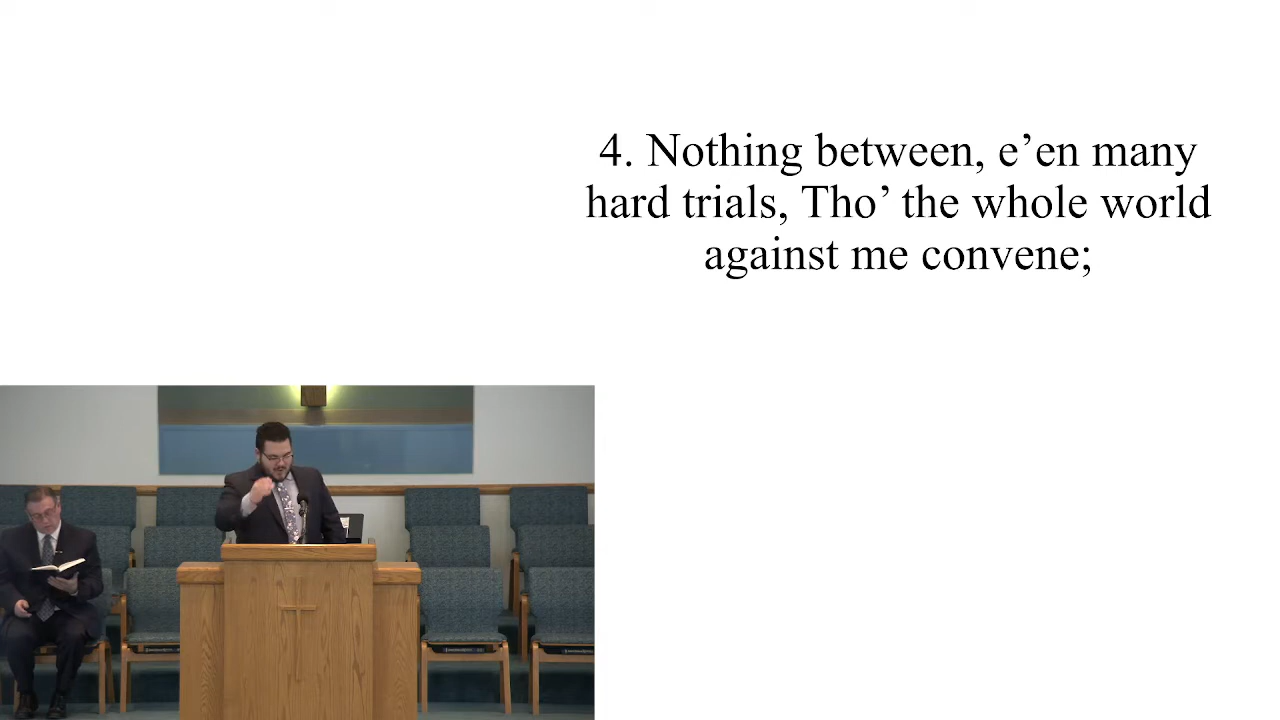 4. Nothing between, e’en many
hard trials, Tho’ the whole world
against me convene;